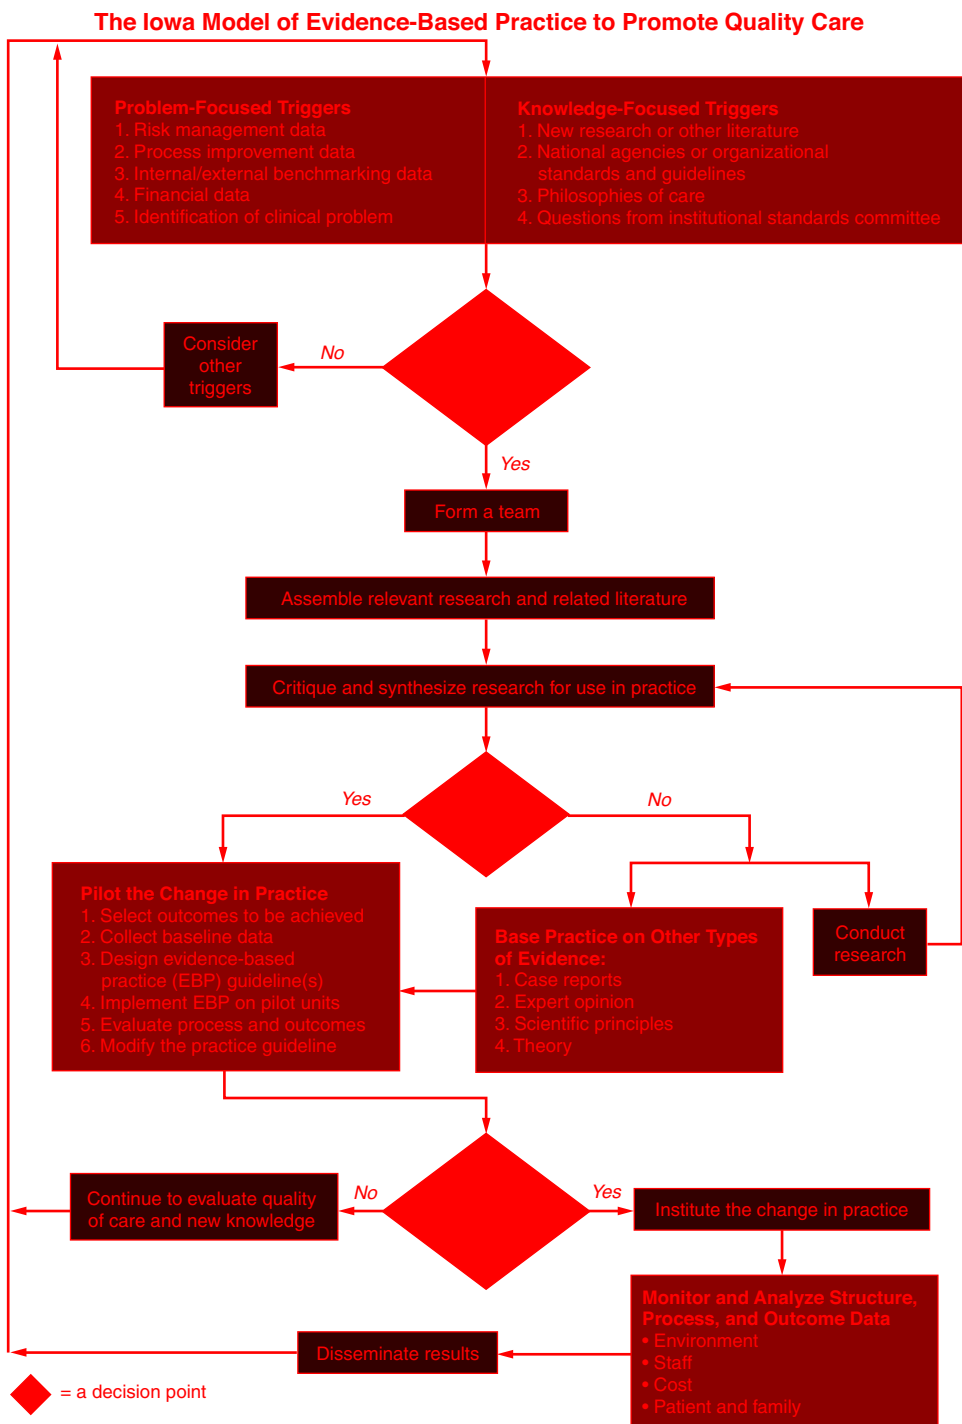 The Iowa Model of Evidence-Based Practice to Promote Quality Care
Problem-Focused Triggers
1. Risk management data
2. Process improvement data
3. Internal/external benchmarking data
4. Financial data
5. Identification of clinical problem
Knowledge-Focused Triggers
1. New research or other literature
2. National agencies or organizational
standards and guidelines
3. Philosophies of care
4. Questions from institutional standards committee
Consider
other
triggers
No
Yes
Form a team
Assemble relevant research and related literature
Critique and synthesize research for use in practice
Yes
No
Pilot the Change in Practice
1. Select outcomes to be achieved
2. Collect baseline data
3. Design evidence-based
practice (EBP) guideline(s)
4. Implement EBP on pilot units
5. Evaluate process and outcomes
6. Modify the practice guideline
Base Practice on Other Types
of Evidence:
1. Case reports
2. Expert opinion
3. Scientific principles
4. Theory
Conduct
research
Continue to evaluate quality
of care and new knowledge
No
Yes
Institute the change in practice
Monitor and Analyze Structure,
Process, and Outcome Data
• Environment
• Staff
• Cost
• Patient and family
Disseminate results
= a decision point